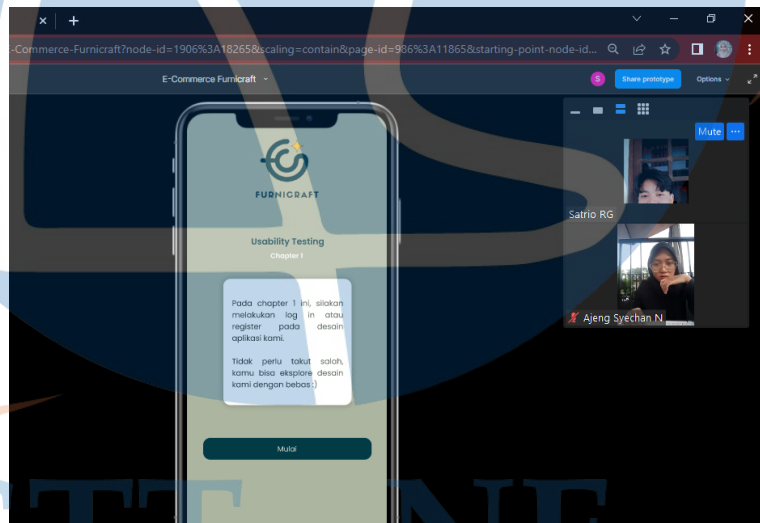 -Commerce-Furnicraft?node-id=1906%3A18265&scaling=contain&page-id=986%3A11865&starting-point-node-id...
E-Commerce Furnicraft
S
Share prototype
Options
Mute
FURNICRAFT
Satrio RG
Usability Testing
Chapter 1
Pada chapter 1 ini, silakan
melakukan log in atau
register pada desain
aplikasi kami.
Tidak perlu takut salah,
kamu bisa eksplore desain
kami dengan bebas :)
Ajeng Syechan N
Mulai